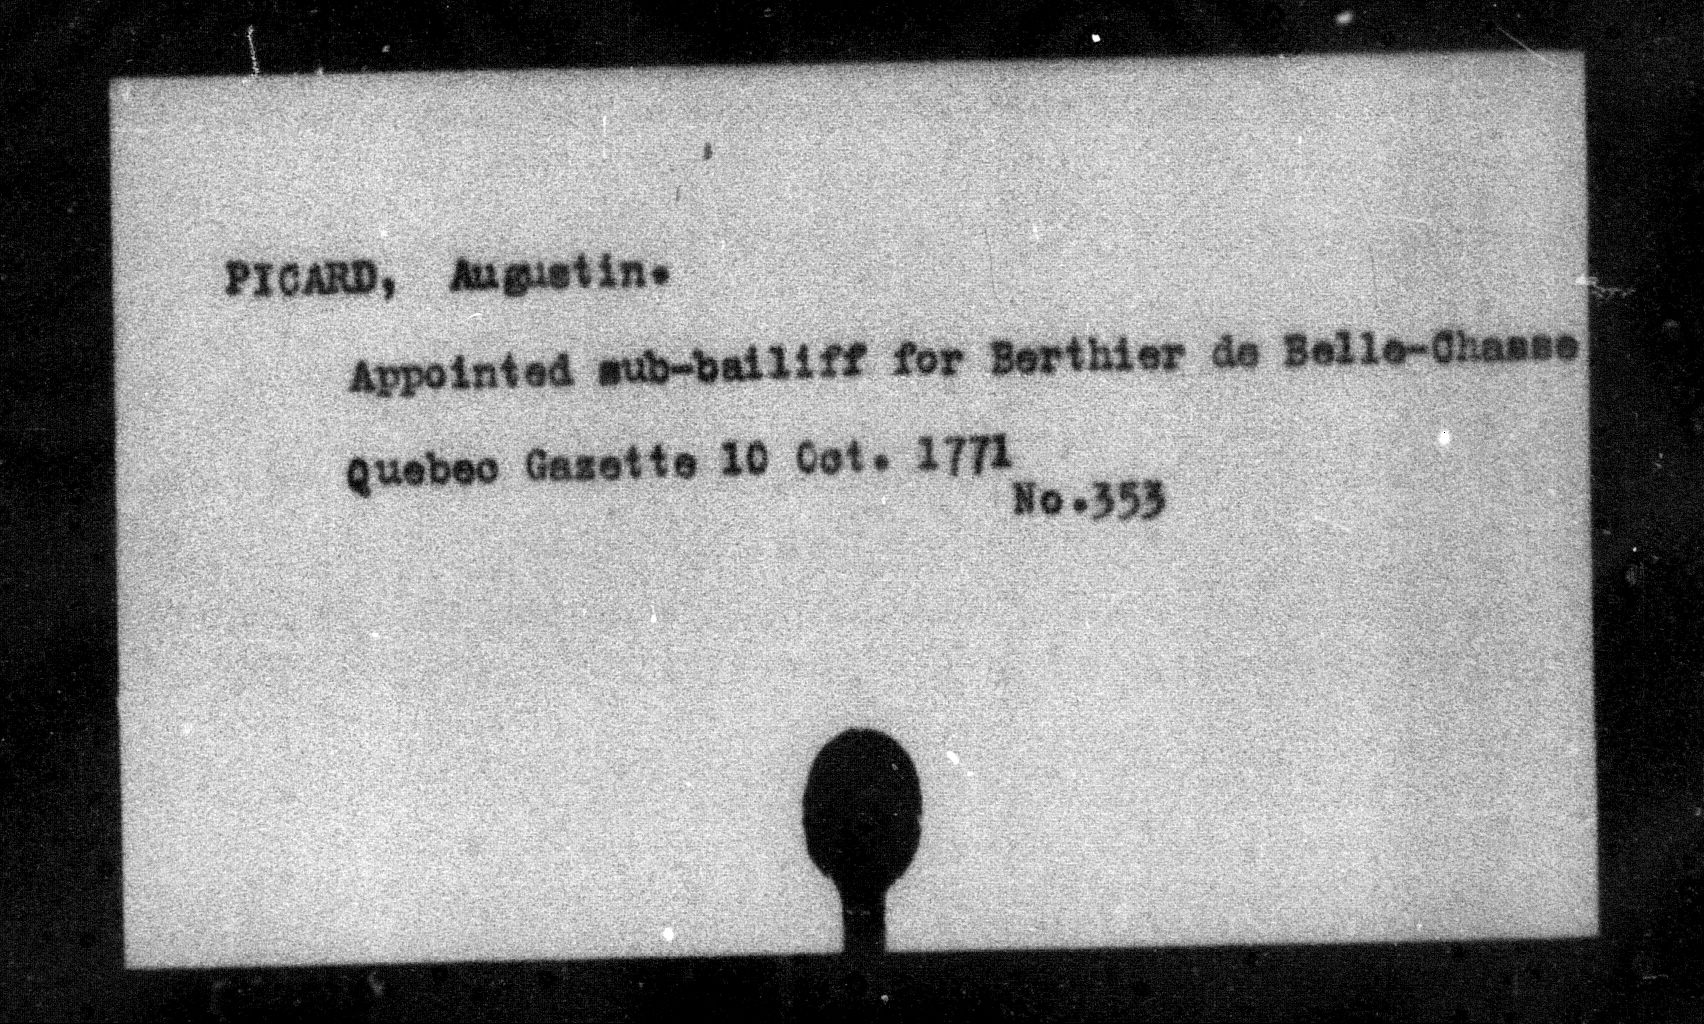 PICARD, Augustin.
Appointed sub-bailiff for Berthier de Belle-Chasse
Quebec Gazette 10 Oct. 1771
No.353